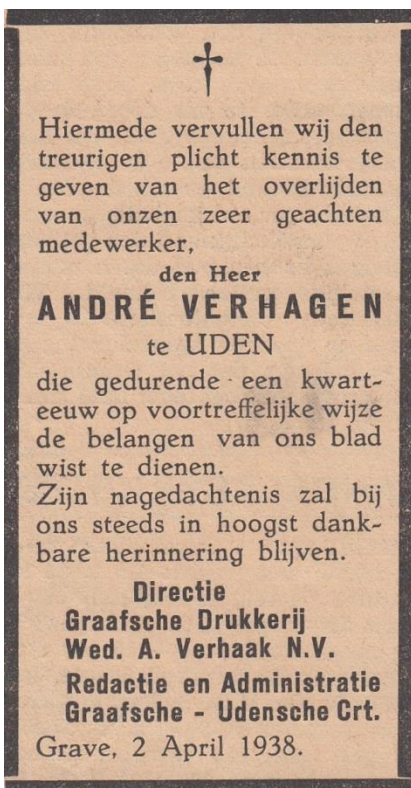 Hiermede vervullen wij den
treurigen plicht kennis te
geven van het overlijden
van onzen zeer geachten
medewerker,
den Heer
ANDRÉ VERHAGEN
te UDEN
die gedurende een kwart-
eeuw op voortreffelijke wijze
de belangen van ons blad
wist te dienen.
Zijn nagedachtenis zal bij
ons steeds in hoogst dank-
bare herinnering blijven.
Directie
Graafsche Drukkerij
Wed. A. Verhaak N.V.
Redactie en Administratie
Graafsche - Udensche Crt.
Grave, 2 April 1938.